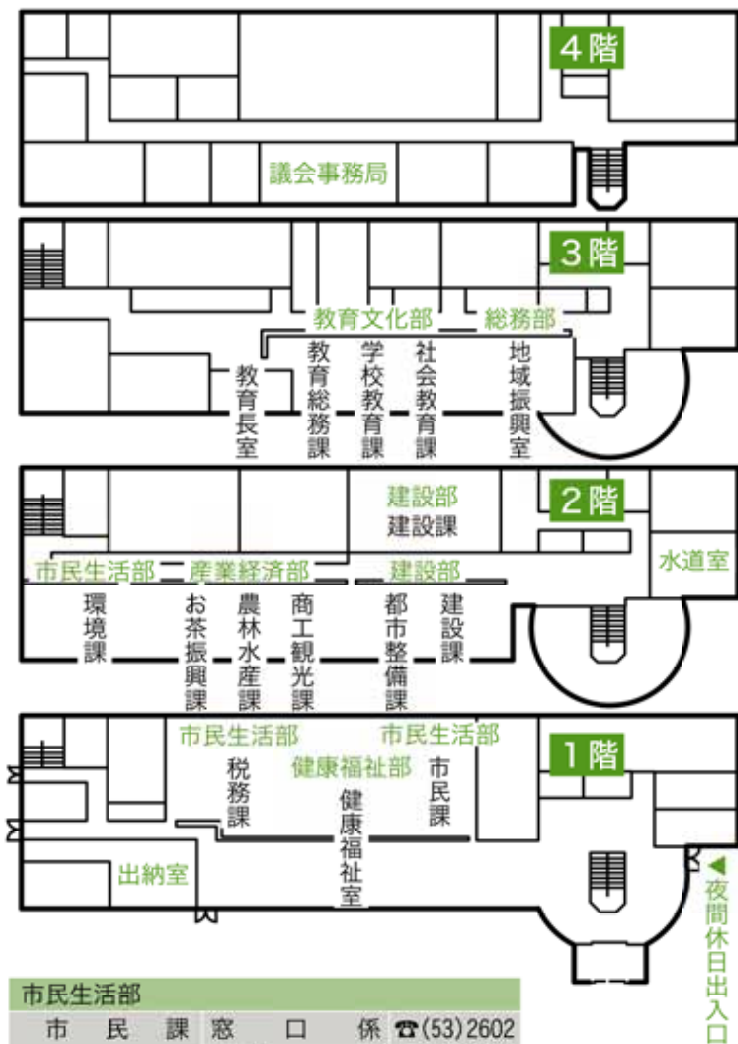 4階
議会事務局
3階
教育文化部
総務部
教育長室
教育総務課
学校教育課
社会教育課
地域振興室
2階
建設部
建設課
水道室
市民生活部
産業経済部
建設部
環境課
お茶振興課
農林水産課
商工観光課
都市整備課
建設課
1階
市民生活部
税務課
健康福祉部
健康福祉室
市民生活部
市民課
出納室
◀夜間休日出入口
市民生活部
市民課 窓口係 ☎(53)2602